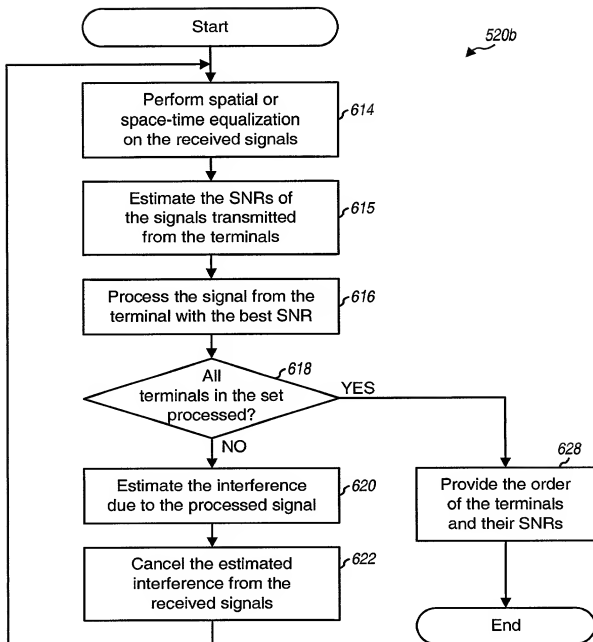 Start
520b
Perform spatial or
space-time equalization
on the received signals
614
Estimate the SNRs of
the signals transmitted
from the terminals
615
Process the signal from the
terminal with the best SNR
616
All
terminals in the set
processed?
618
YES
NO
Estimate the interference
due to the processed signal
620
628
Provide the order
of the terminals
and their SNRs
Cancel the estimated
interference from the
received signals
622
End